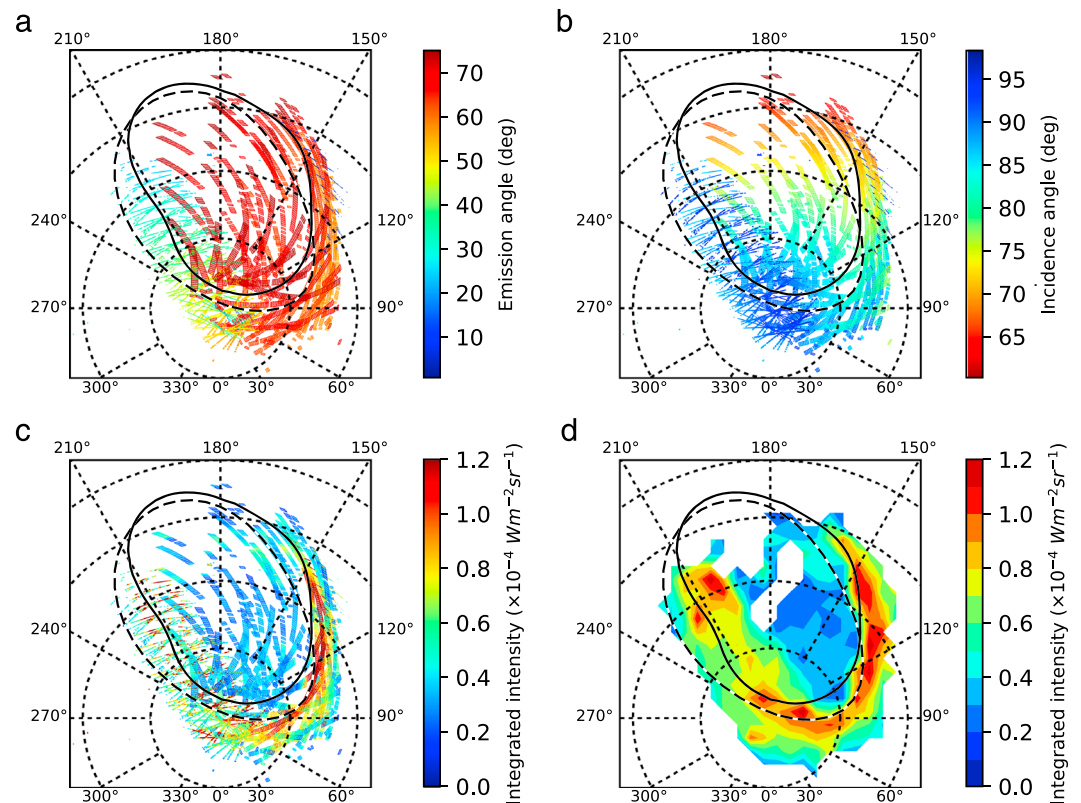 a
210° 180° 150°
240° 120°
270° 90°
300° 330° 0° 30° 60°
70
60
50
40
30
20
10
Emission angle (deg)
b
210° 180° 150°
240° 120°
270° 90°
300° 330° 0° 30° 60°
95
90
85
80
75
70
65
Incidence angle (deg)
c
210° 180° 150°
240° 120°
270° 90°
300° 330° 0° 30° 60°
1.2
1.0
0.8
0.6
0.4
0.2
0.0
Integrated intensity (×10⁻⁴ Wm⁻²sr⁻¹)
d
210° 180° 150°
240° 120°
270° 90°
300° 330° 0° 30° 60°
1.2
1.0
0.8
0.6
0.4
0.2
0.0
Integrated intensity (×10⁻⁴ Wm⁻²sr⁻¹)